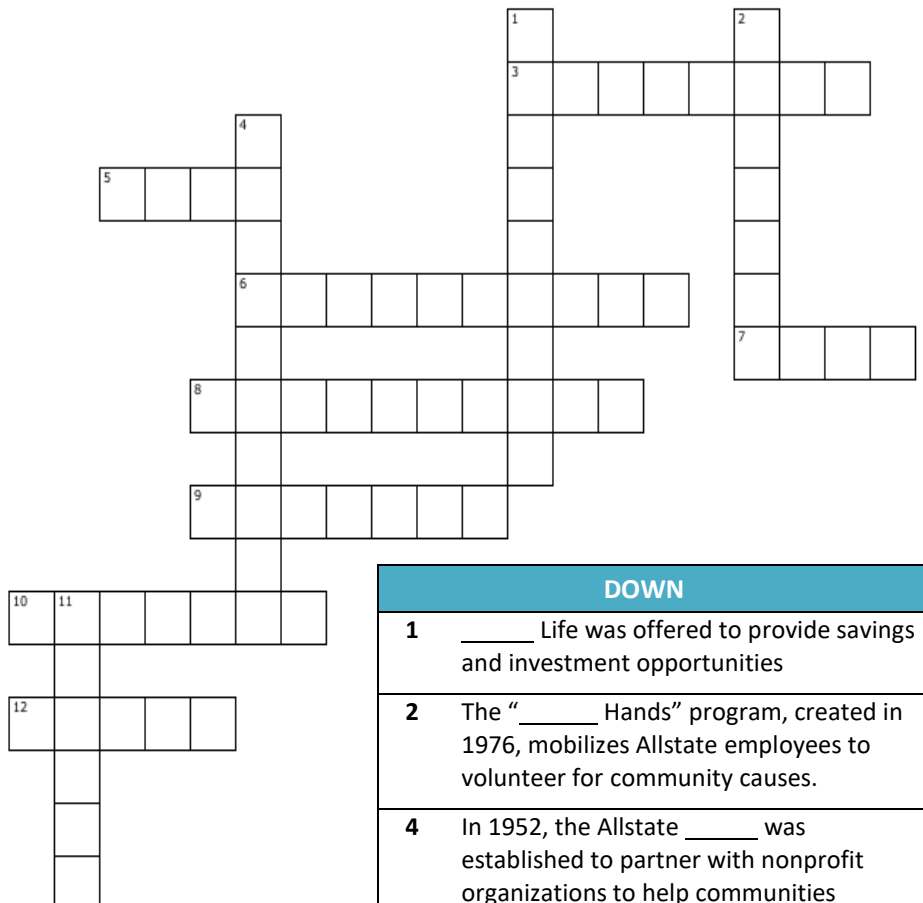 1
2
3
4
5
6
7
8
9
10 11
12
DOWN
1 ______ Life was offered to provide savings
and investment opportunities
2 The “______ Hands” program, created in
1976, mobilizes Allstate employees to
volunteer for community causes.
4 In 1952, the Allstate ______ was
established to partner with nonprofit
organizations to help communities